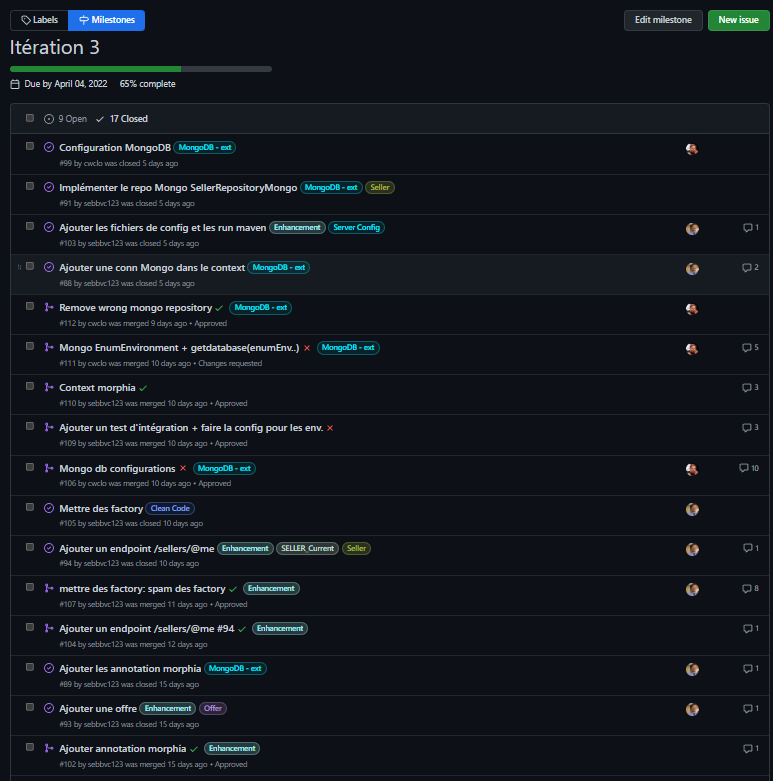 Labels Milestones Edit milestone New issue
Itération 3
Due by April 04, 2022 65% complete
9 Open 17 Closed
Configuration MongoDB MongoDB - ext
#99 by cwclo was closed 5 days ago
Implémenter le repo Mongo SellerRepositoryMongo MongoDB - ext Seller
#91 by sebbvc123 was closed 5 days ago
Ajouter les fichiers de config et les run maven Enhancement Server Config 1
#103 by sebbvc123 was closed 5 days ago
Ajouter une conn Mongo dans le context MongoDB - ext 2
#88 by sebbvc123 was closed 5 days ago
Remove wrong mongo repository MongoDB - ext
#112 by cwclo was merged 9 days ago • Approved
Mongo EnumEnvironment + getdatabase(enumEnv..) MongoDB - ext 5
#111 by cwclo was merged 10 days ago • Changes requested
Context morphia 3
#110 by sebbvc123 was merged 10 days ago • Approved
Ajouter un test d'intégration + faire la config pour les env. 3
#109 by sebbvc123 was merged 10 days ago • Approved
Mongo db configurations MongoDB - ext 10
#106 by cwclo was merged 10 days ago • Approved
Mettre des factory Clean Code
#105 by sebbvc123 was closed 10 days ago
Ajouter un endpoint /sellers/@me Enhancement SELLER_Current Seller 1
#94 by sebbvc123 was closed 10 days ago
mettre des factory: spam des factory Enhancement 8
#107 by sebbvc123 was merged 11 days ago • Approved
Ajouter un endpoint /sellers/@me #94 Enhancement 1
#104 by sebbvc123 was merged 12 days ago
Ajouter les annotation morphia MongoDB - ext 1
#89 by sebbvc123 was closed 15 days ago
Ajouter une offre Enhancement Offer 1
#93 by sebbvc123 was closed 15 days ago
Ajouter annotation morphia Enhancement 1
#102 by sebbvc123 was merged 15 days ago • Approved